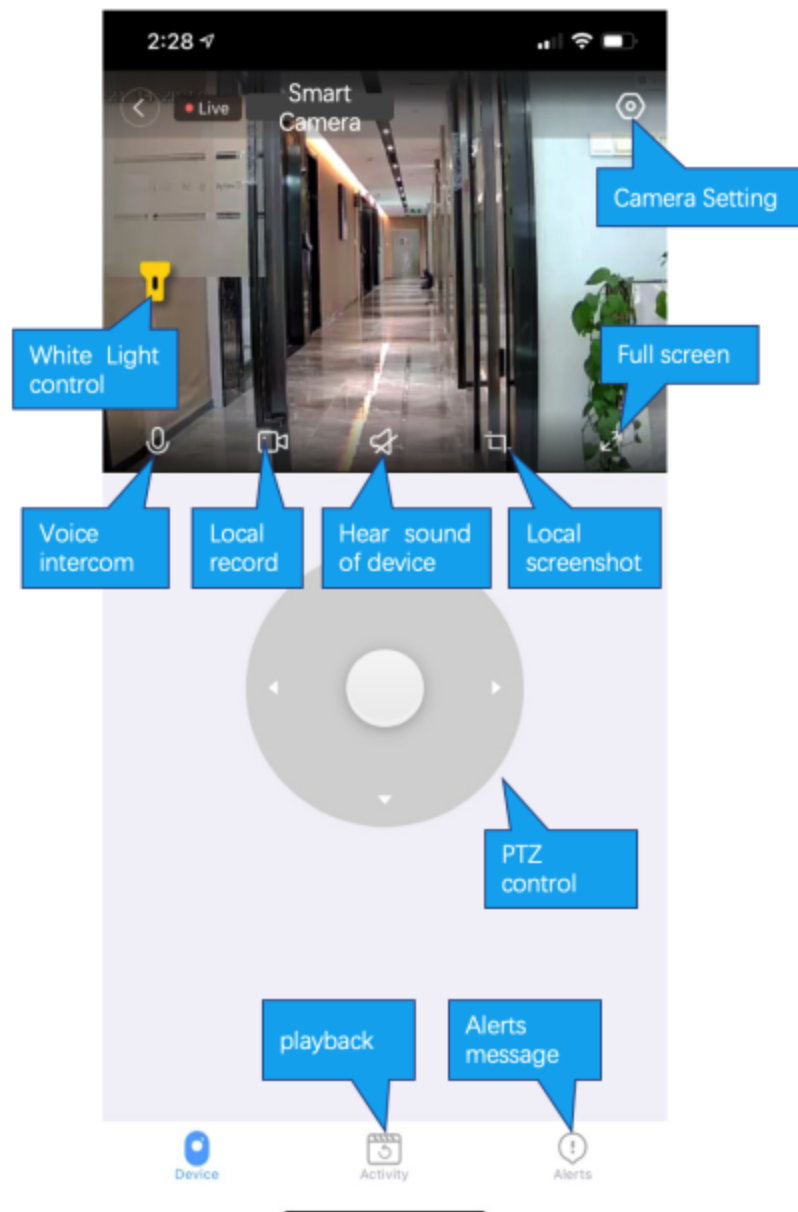 2:28
Live
Smart
Camera
Camera Setting
White Light
control
Full screen
Voice
intercom
Local
record
Hear sound
of device
Local
screenshot
PTZ
control
playback
Alerts
message
Device
Activity
Alerts